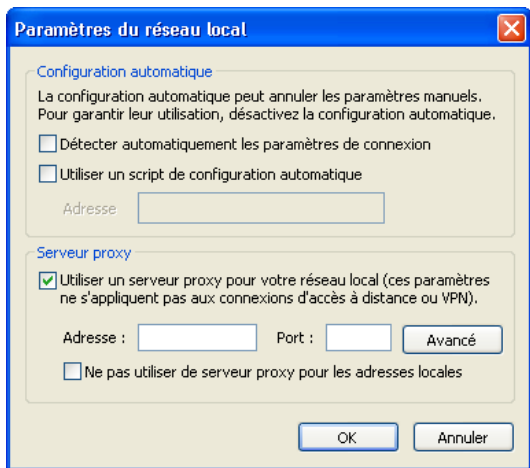 Paramètres du réseau local
Configuration automatique
La configuration automatique peut annuler les paramètres manuels.
Pour garantir leur utilisation, désactivez la configuration automatique.
Détecter automatiquement les paramètres de connexion
Utiliser un script de configuration automatique
Adresse
Serveur proxy
Utiliser un serveur proxy pour votre réseau local (ces paramètres
ne s'appliquent pas aux connexions d'accès à distance ou VPN).
Adresse : Port : Avancé
Ne pas utiliser de serveur proxy pour les adresses locales
OK Annuler